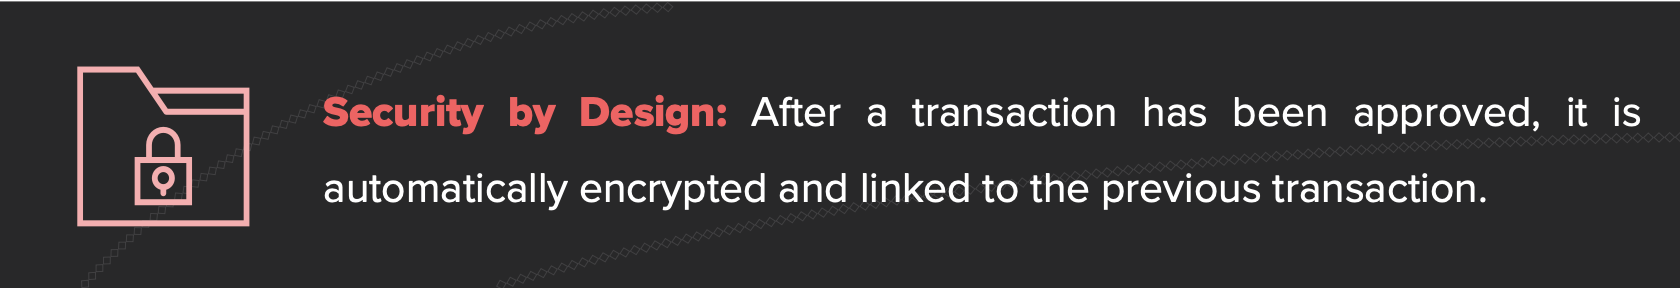 Security by Design: After a transaction has been approved, it is
automatically encrypted and linked to the previous transaction.